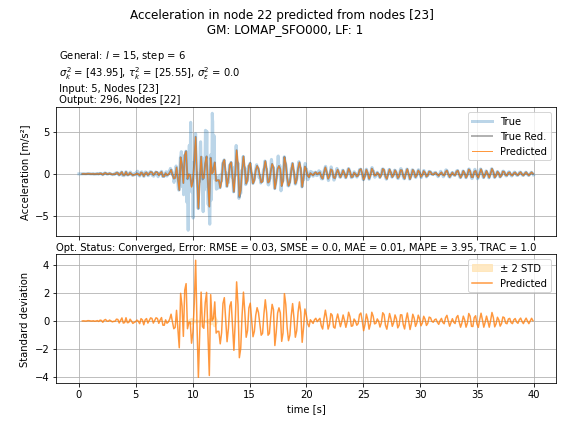 Acceleration in node 22 predicted from nodes [23]
GM: LOMAP_SFO000, LF: 1
General: l = 15, step = 6
σ²ₖ = [43.95], τ²ₖ = [25.55], σ²ε = 0.0
Input: 5, Nodes [23]
Output: 296, Nodes [22]
Acceleration [m/s²]
5
0
−5
True
True Red.
Predicted
Opt. Status: Converged, Error: RMSE = 0.03, SMSE = 0.0, MAE = 0.01, MAPE = 3.95, TRAC = 1.0
Standard deviation
4
2
0
−2
−4
± 2 STD
Predicted
0 5 10 15 20 25 30 35 40
time [s]